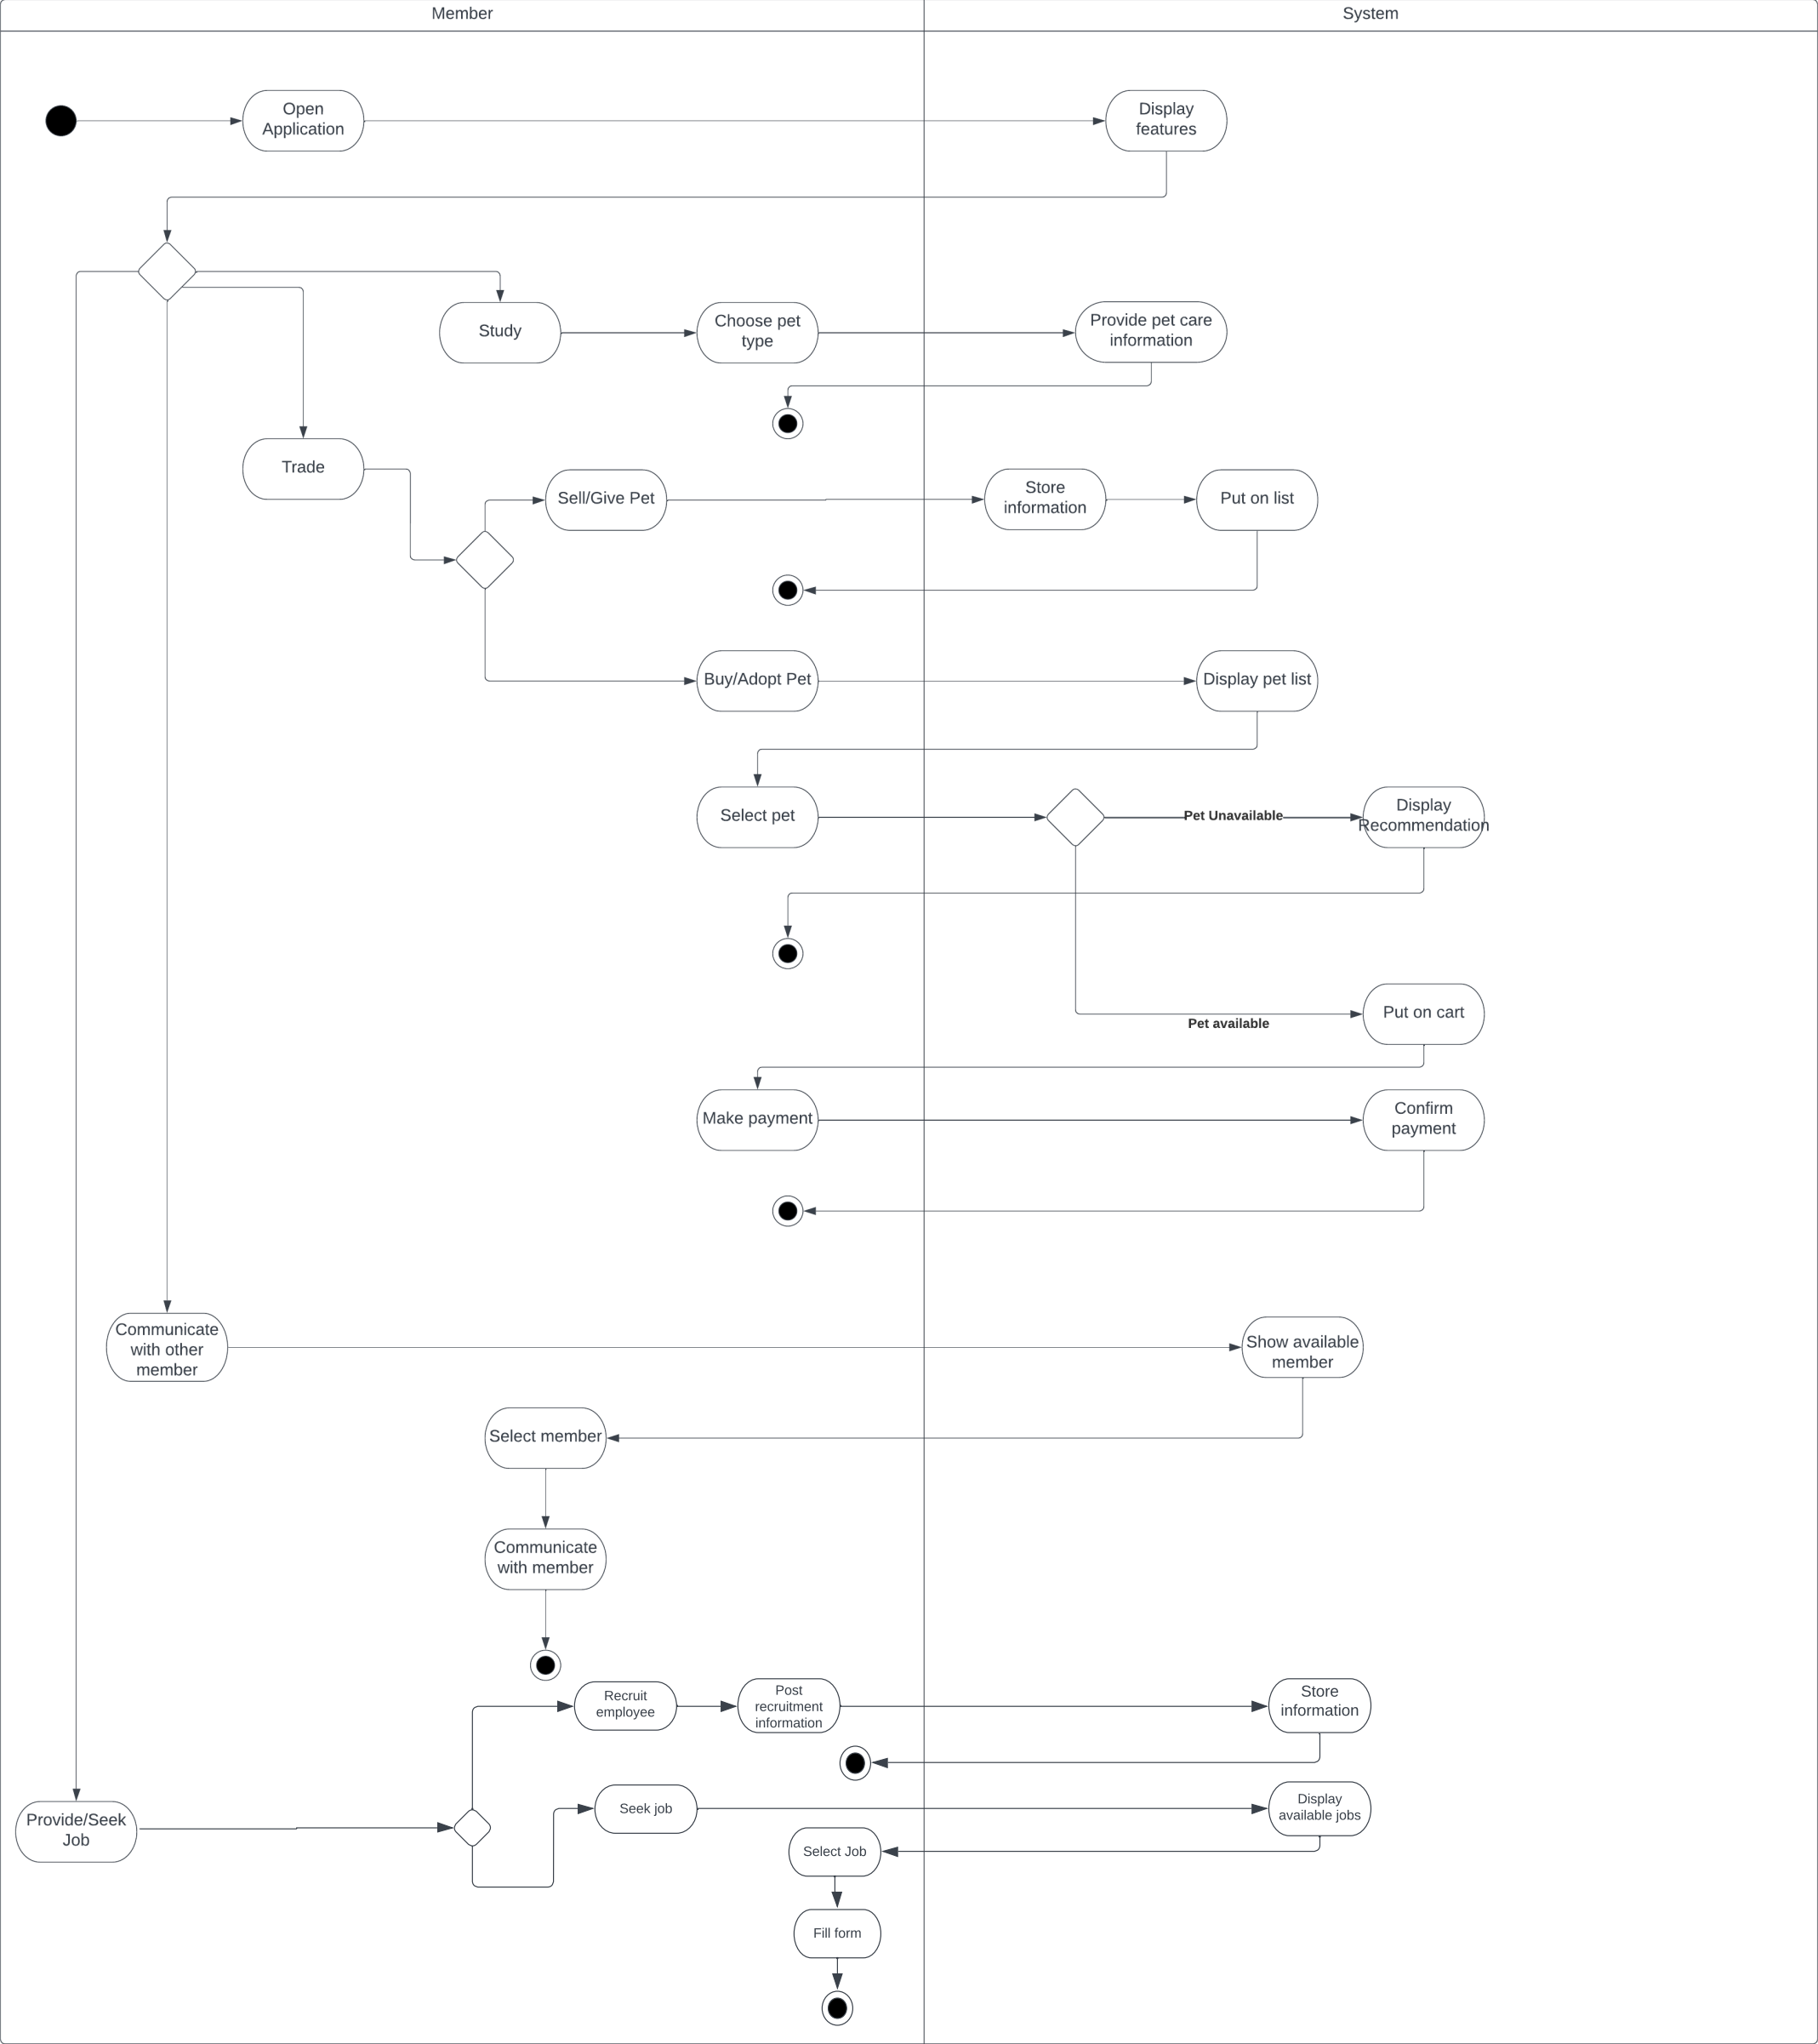 Member
System
Open
Application
Display
features
Study
Choose pet
type
Provide pet care
information
Trade
Sell/Give Pet
Store
information
Put on list
Buy/Adopt Pet
Display pet list
Select pet
Pet Unavailable
Display
Recommendation
Put on cart
Pet available
Make payment
Confirm
payment
Communicate
with other
member
Show available
member
Select member
Communicate
with member
Recruit
employee
Post
recruitment
information
Store
information
Provide/Seek
Job
Seek job
Display
available jobs
Select Job
Fill form